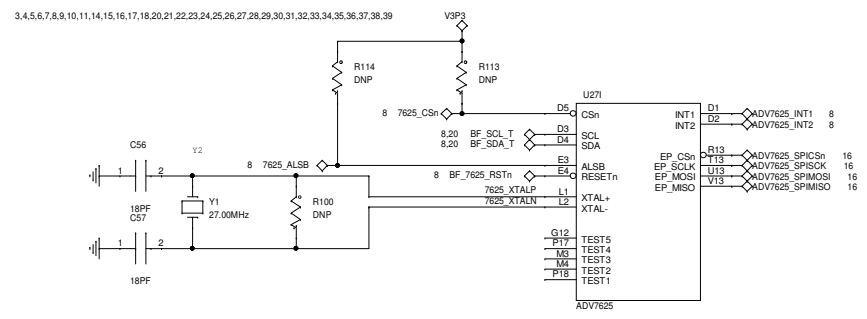 3,4,5,6,7,8,9,10,11,14,15,16,17,18,20,21,22,23,24,25,26,27,28,29,30,31,32,33,34,35,36,37,38,39
V3P3
R114
DNP
R113
DNP
U27I
8 7625_CSn
D5
CSn
INT1
D1
ADV7625_INT1 8
INT2
D2
ADV7625_INT2 8
8,20 BF_SCL_T
D3
SCL
8,20 BF_SDA_T
D4
SDA
EP_CSn
R13
ADV7625_SPICSn 16
EP_SCLK
T13
ADV7625_SPISCK 16
EP_MOSI
U13
ADV7625_SPIMOSI 16
EP_MISO
V13
ADV7625_SPIMISO 16
C56
Y2
8 7625_ALSB
E3
ALSB
8 BF_7625_RSTn
E4
RESETn
1 2
18PF
7625_XTALP
L1
XTAL+
7625_XTALN
L2
XTAL-
Y1
27.00MHz
R100
DNP
C57
1 2
18PF
G12
TEST5
P17
TEST4
M3
TEST3
M4
TEST2
P18
TEST1
ADV7625